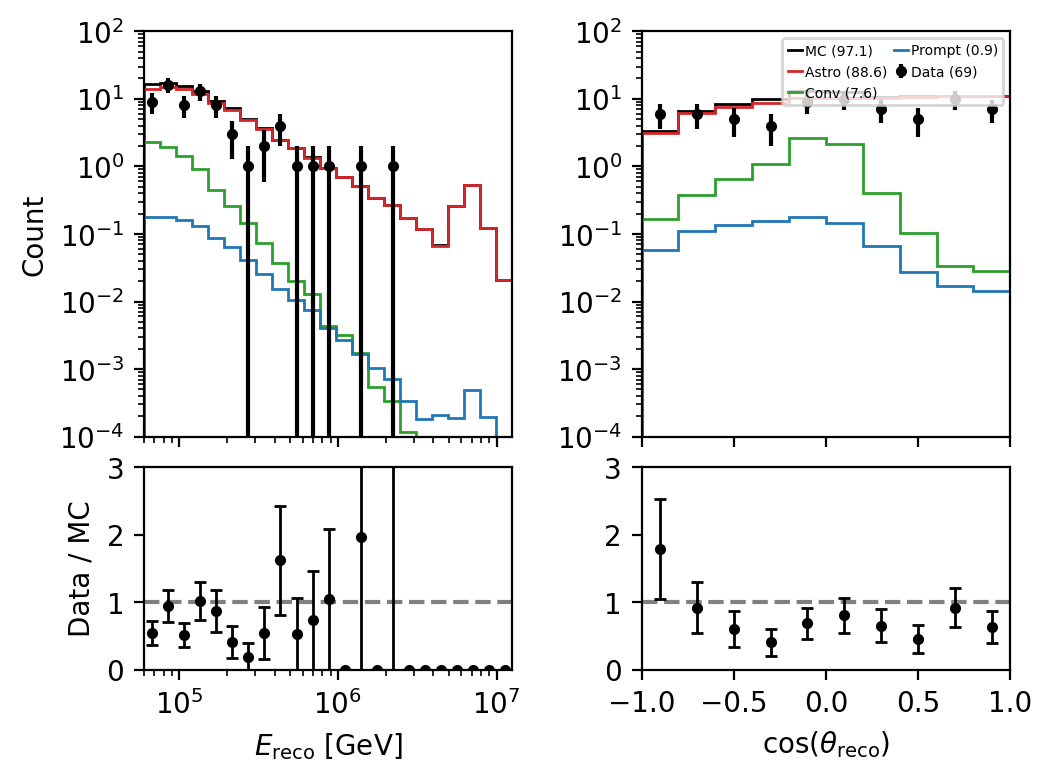 10^2
10^1
10^0
10^-1
10^-2
10^-3
10^-4
Count
10^2
10^1
10^0
10^-1
10^-2
10^-3
10^-4
MC (97.1)
Astro (88.6)
Conv (7.6)
Prompt (0.9)
Data (69)
3
2
1
0
Data / MC
10^5 10^6 10^7
E_reco [GeV]
3
2
1
0
−1.0 −0.5 0.0 0.5 1.0
cos(θ_reco)